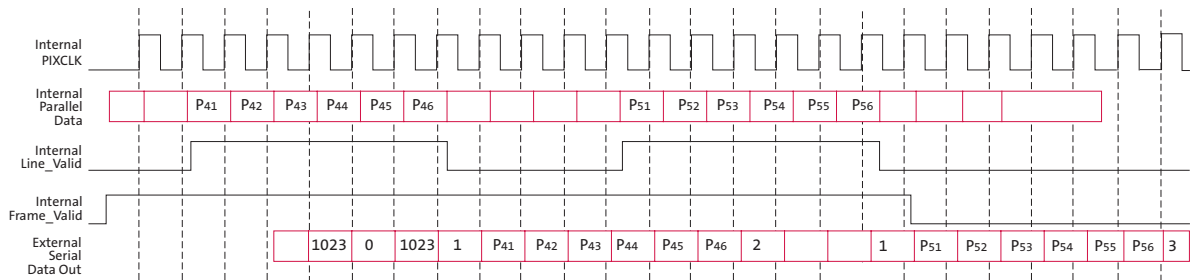 Internal
PIXCLK
Internal
Parallel
Data
P41 P42 P43 P44 P45 P46 P51 P52 P53 P54 P55 P56
Internal
Line_Valid
Internal
Frame_Valid
External
Serial
Data Out
1023 0 1023 1 P41 P42 P43 P44 P45 P46 2 1 P51 P52 P53 P54 P55 P56 3